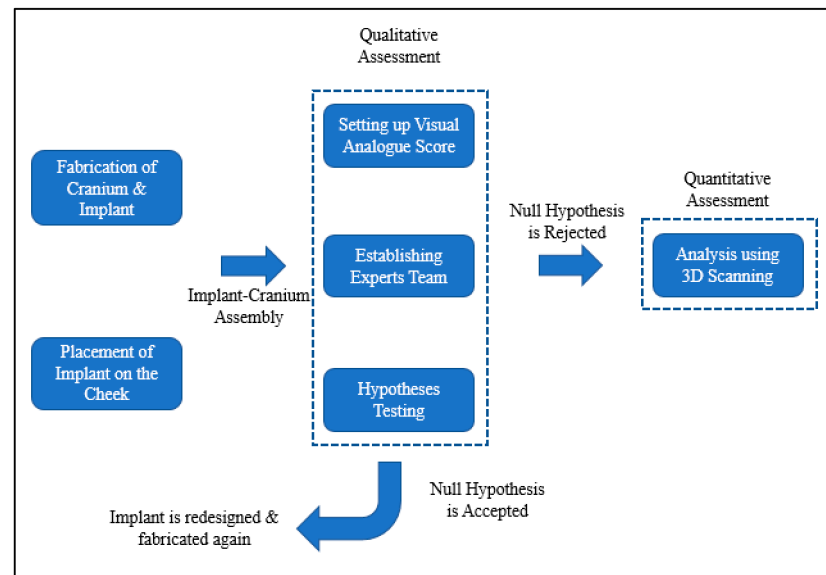 Qualitative
Assessment
Setting up Visual
Analogue Score
Fabrication of
Cranium &
Implant
Quantitative
Assessment
Null Hypothesis
is Rejected
Establishing
Experts Team
Analysis using
3D Scanning
Implant-Cranium
Assembly
Placement of
Implant on the
Cheek
Hypotheses
Testing
Null Hypothesis
is Accepted
Implant is redesigned &
fabricated again